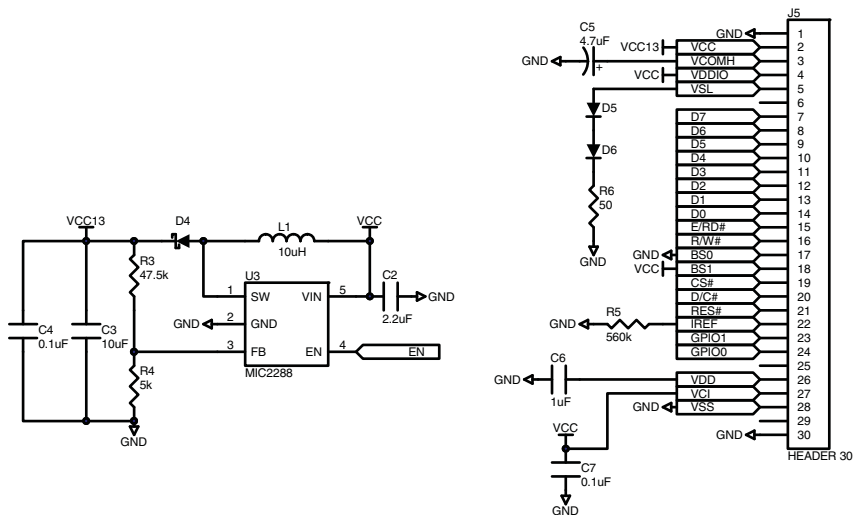 VCC13
D4
L1
10uH
VCC
R3
47.5k
U3
1 SW VIN 5
C2
2.2uF
GND
GND 2 GND
C4
0.1uF
C3
10uF
3 FB EN 4 EN
MIC2288
R4
5k
GND
J5
C5
4.7uF
GND
+
GND 1
VCC13 VCC 2
VCOMH 3
VCC VDDIO 4
VSL 5
6
D5
D6
R6
50
GND
D7 7
D6 8
D5 9
D4 10
D3 11
D2 12
D1 13
D0 14
E/RD# 15
R/W# 16
GND BS0 17
VCC BS1 18
CS# 19
D/C# 20
RES# 21
GND R5 560k IREF 22
GPIO1 23
GPIO0 24
25
C6
GND 1uF VDD 26
VCI 27
GND VSS 28
29
GND 30
HEADER 30
VCC
C7
0.1uF
GND